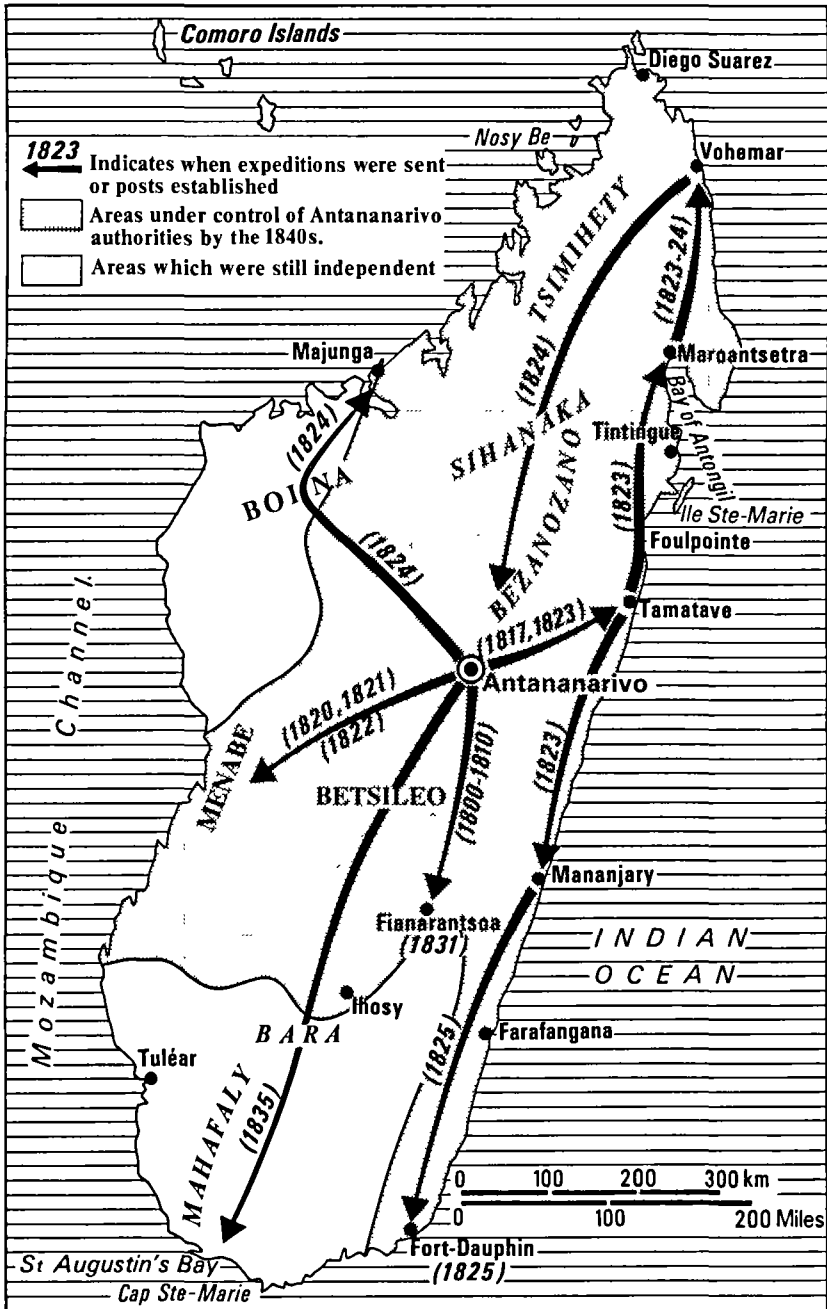 Comoro Islands
Diego Suarez
Nosy Be
Vohemar
1823
Indicates when expeditions were sent
or posts established
Areas under control of Antananarivo
authorities by the 1840s.
Areas which were still independent
TSIMIHETY
(1823-24)
(1824)
Majunga
Maroantsetra
Bay of Antongil
(1824)
SIHANAKA
Tintingue
BOINA
BEZANOZANO
(1823)
Ile Ste-Marie
(1824)
Foulpointe
Tamatave
(1817,1823)
Antananarivo
(1820,1821)
(1822)
MENABE
BETSILEO
(1800-1810)
(1823)
Mozambique Channel
Mananjary
Fianarantsoa
(1831)
INDIAN
OCEAN
Ihosy
BARA
Farafangana
Tuléar
(1825)
MAHAFALY
(1835)
0 100 200 300 km
0 100 200 Miles
Fort-Dauphin
(1825)
St Augustin's Bay
Cap Ste-Marie